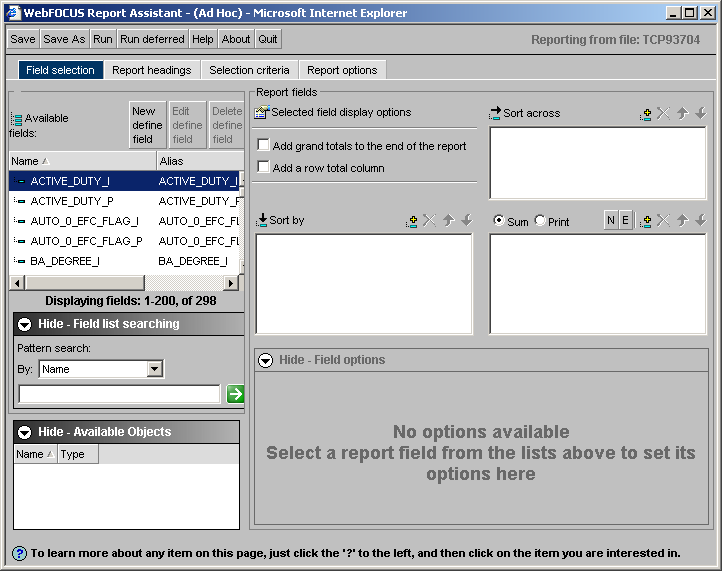 WebFOCUS Report Assistant - (Ad Hoc) - Microsoft Internet Explorer
Save Save As Run Run deferred Help About Quit Reporting from file: TCP93704
Field selection Report headings Selection criteria Report options
Available fields:
New define field
Edit define field
Delete define field
Name Alias
ACTIVE_DUTY_I ACTIVE_DUTY_I
ACTIVE_DUTY_P ACTIVE_DUTY_P
AUTO_0_EFC_FLAG_I AUTO_0_EFC_FL
AUTO_0_EFC_FLAG_P AUTO_0_EFC_FL
BA_DEGREE_I BA_DEGREE_I
Displaying fields: 1-200, of 298
Hide - Field list searching
Pattern search:
By: Name
Hide - Available Objects
Name Type
Report fields
Selected field display options
Add grand totals to the end of the report
Add a row total column
Sort across
Sort by
Sum Print N E
Hide - Field options
No options available
Select a report field from the lists above to set its
options here
? To learn more about any item on this page, just click the '?' to the left, and then click on the item you are interested in.